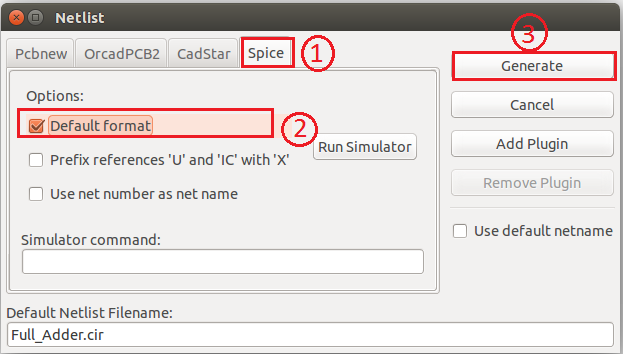 Netlist
Pcbnew OrcadPCB2 CadStar Spice 1
3
Generate
Options:
Default Format 2
Cancel
Prefix references 'U' and 'IC' with 'X'
Run Simulator
Add Plugin
Use net number as net name
Remove Plugin
Use default netname
Simulator command:
Default Netlist Filename:
Full_Adder.cir